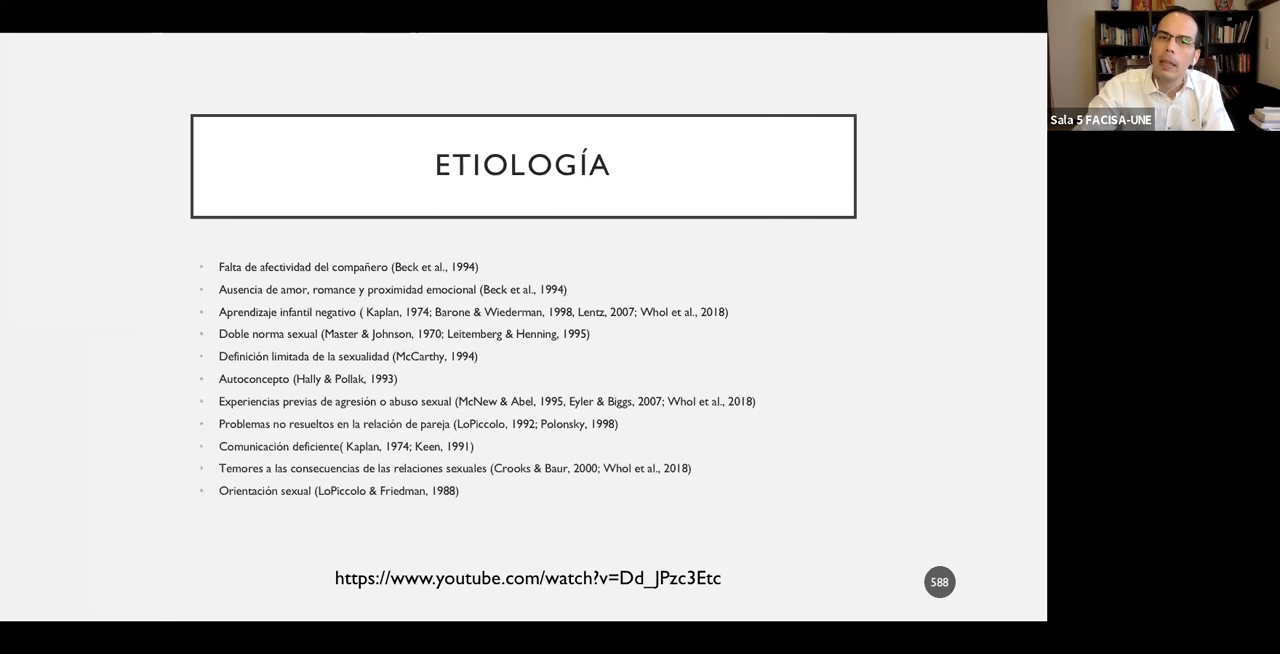 ETIOLOGÍA
• Falta de afectividad del compañero (Beck et al., 1994)
• Ausencia de amor, romance y proximidad emocional (Beck et al., 1994)
• Aprendizaje infantil negativo ( Kaplan, 1974; Barone & Wiederman, 1998, Lentz, 2007; Whol et al., 2018)
• Doble norma sexual (Master & Johnson, 1970; Leitemberg & Henning, 1995)
• Definición limitada de la sexualidad (McCarthy, 1994)
• Autoconcepto (Hally & Pollak, 1993)
• Experiencias previas de agresión o abuso sexual (McNew & Abel, 1995, Eyler & Biggs, 2007; Whol et al., 2018)
• Problemas no resueltos en la relación de pareja (LoPiccolo, 1992; Polonsky, 1998)
• Comunicación deficiente( Kaplan, 1974; Keen, 1991)
• Temores a las consecuencias de las relaciones sexuales (Crooks & Baur, 2000; Whol et al., 2018)
• Orientación sexual (LoPiccolo & Friedman, 1988)
https://www.youtube.com/watch?v=Dd_JPzc3Etc
588
Sala 5 FACISA-UNE